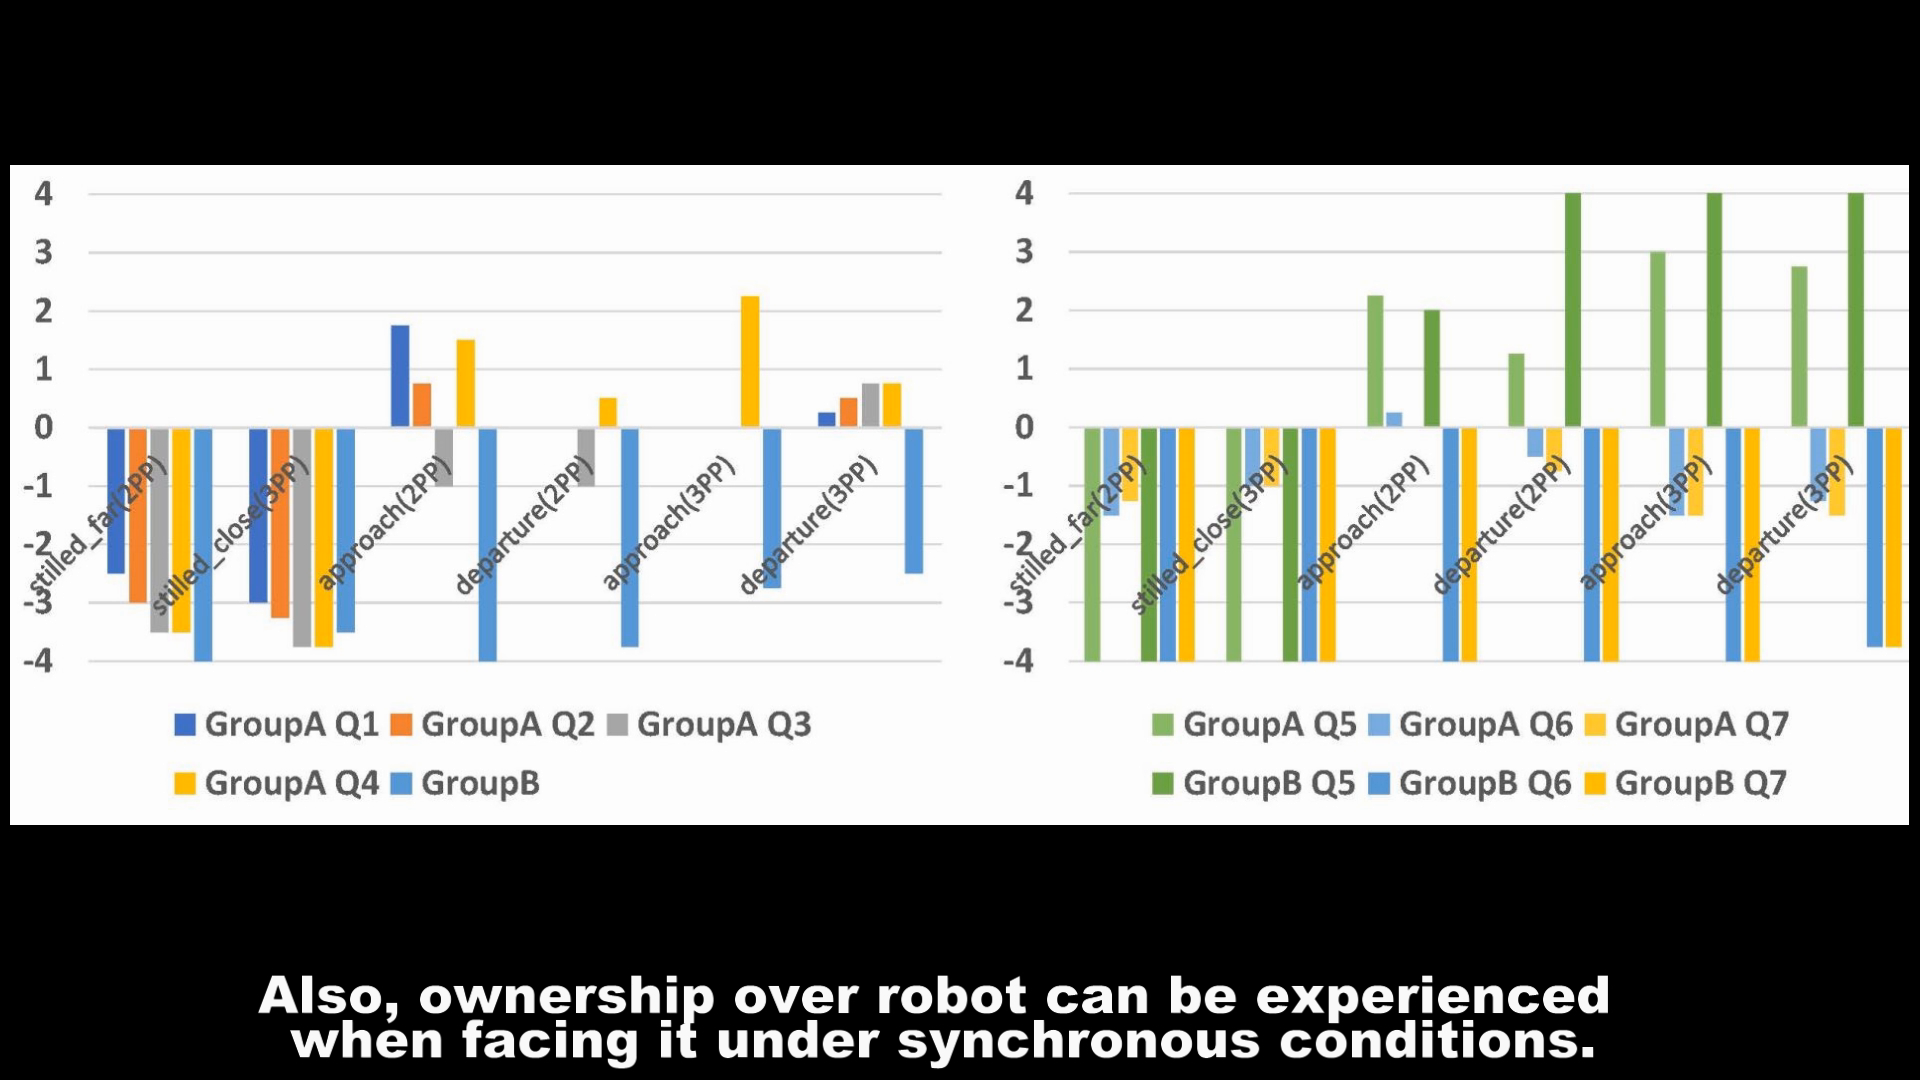 4
3
2
1
0
-1
-2
-3
-4
stilled_far(2PP)
stilled_close(3PP)
approach(2PP)
departure(2PP)
approach(3PP)
departure(3PP)
GroupA Q1 GroupA Q2 GroupA Q3
GroupA Q4 GroupB
4
3
2
1
0
-1
-2
-3
-4
stilled_far(2PP)
stilled_close(3PP)
approach(2PP)
departure(2PP)
approach(3PP)
departure(3PP)
GroupA Q5 GroupA Q6 GroupA Q7
GroupB Q5 GroupB Q6 GroupB Q7
Also, ownership over robot can be experienced
when facing it under synchronous conditions.